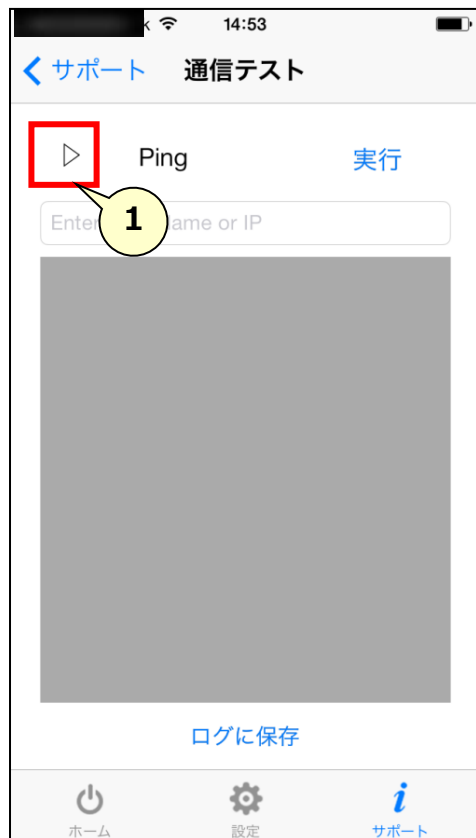 14:53
サポート 通信テスト
Ping 実行
Enter ame or IP
1
ログに保存
ホーム 設定 サポート